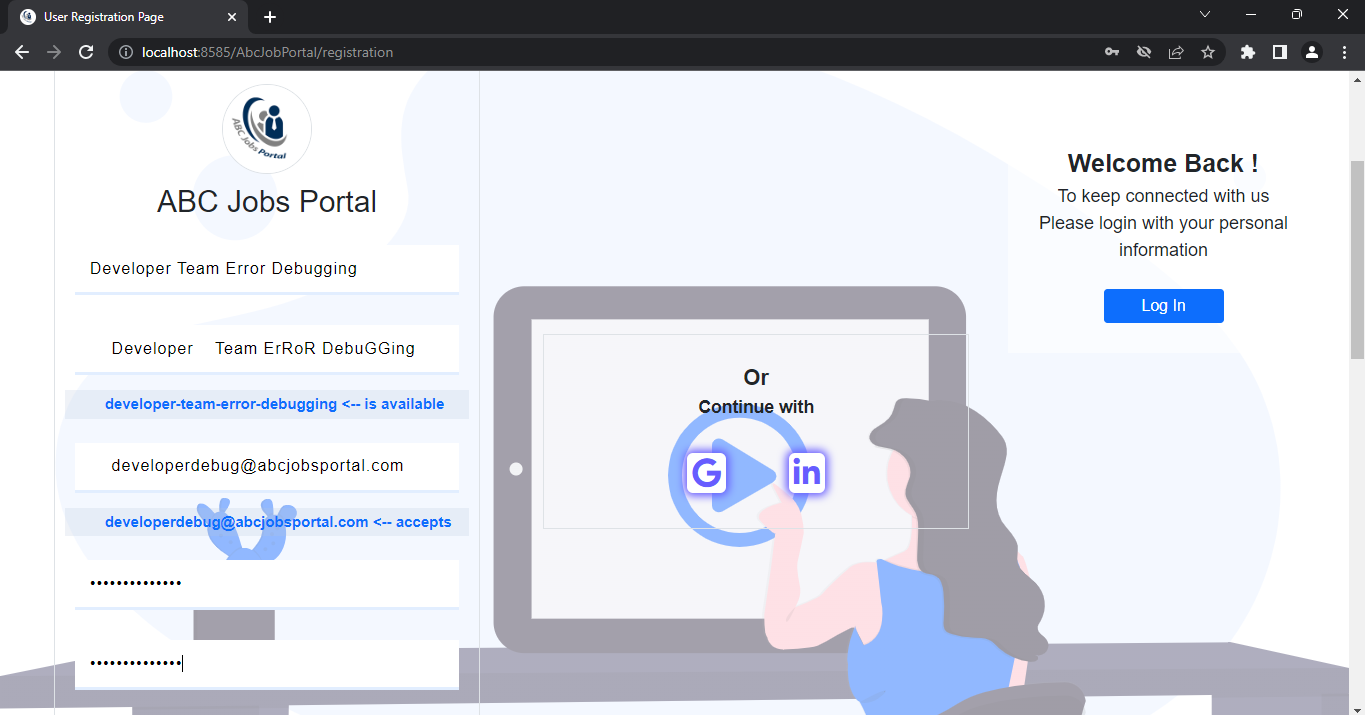 User Registration Page
localhost:8585/AbcJobPortal/registration
ABC Jobs Portal
ABC Jobs Portal
Developer Team Error Debugging
Developer    Team ErRoR DebuGGing
developer-team-error-debugging <-- is available
developerdebug@abcjobsportal.com
developerdebug@abcjobsportal.com <-- accepts
••••••••••••••
••••••••••••••
Or
Continue with
G in
Welcome Back !
To keep connected with us
Please login with your personal
information
Log In